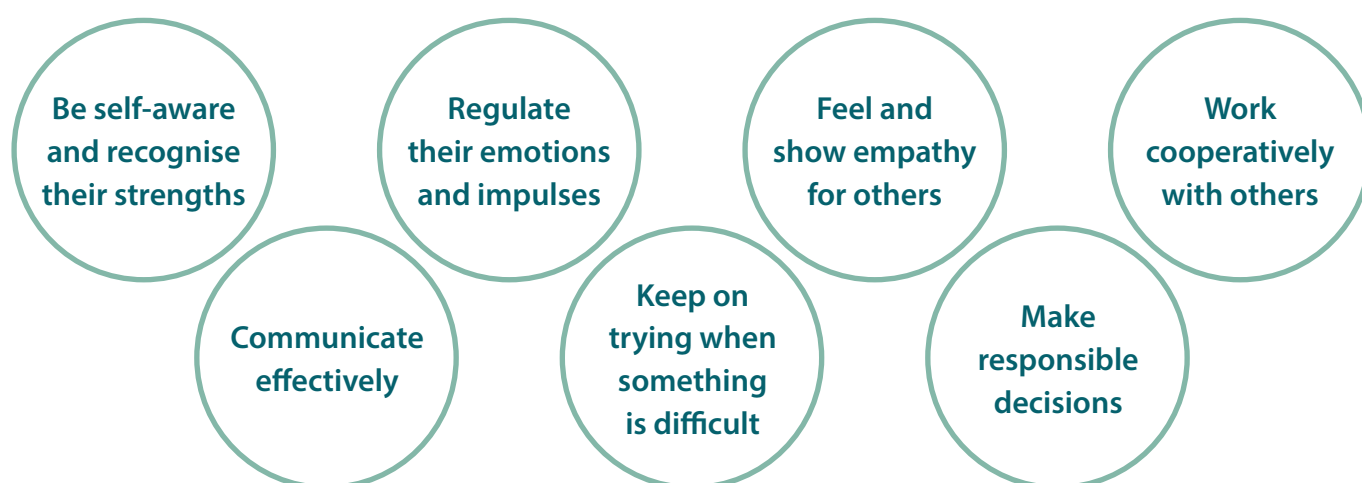 Be self-aware
and recognise
their strengths
Regulate
their emotions
and impulses
Feel and
show empathy
for others
Work
cooperatively
with others
Communicate
effectively
Keep on
trying when
something
is difficult
Make
responsible
decisions